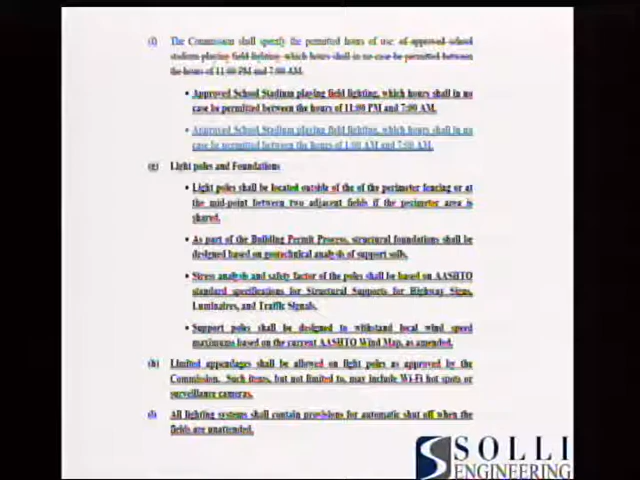 (f) The Commission shall specify the permitted hours of use of approved school
stadium playing field lighting, which hours shall in no case be permitted between
the hours of 11:00 PM and 7:00 AM.
• Approved School Stadium playing field lighting, which hours shall in no
case be permitted between the hours of 11:00 PM and 7:00 AM.
• Approved School Stadium playing field lighting, which hours shall in no
case be permitted between the hours of 1:00 AM and 7:00 AM.
(g) Light poles and Foundations
• Light poles shall be located outside of the of the perimeter fencing or at
the mid-point between two adjacent fields if the perimeter area is
shared.
• As part of the Building Permit Process, structural foundations shall be
designed based on geotechnical analysis of support soils.
• Stress analysis and safety factor of the poles shall be based on AASHTO
standard specifications for Structural Supports for Highway Signs,
Luminaires, and Traffic Signals.
• Support poles shall be designed to withstand local wind speed
maximums based on the current AASHTO Wind Map, as amended.
(h) Limited appendages shall be allowed on light poles as approved by the
Commission. Such items, but not limited to, may include Wi-Fi hot spots or
surveillance cameras.
(i) All lighting systems shall contain provisions for automatic shut off when the
fields are unattended.
SOLLI
ENGINEERING